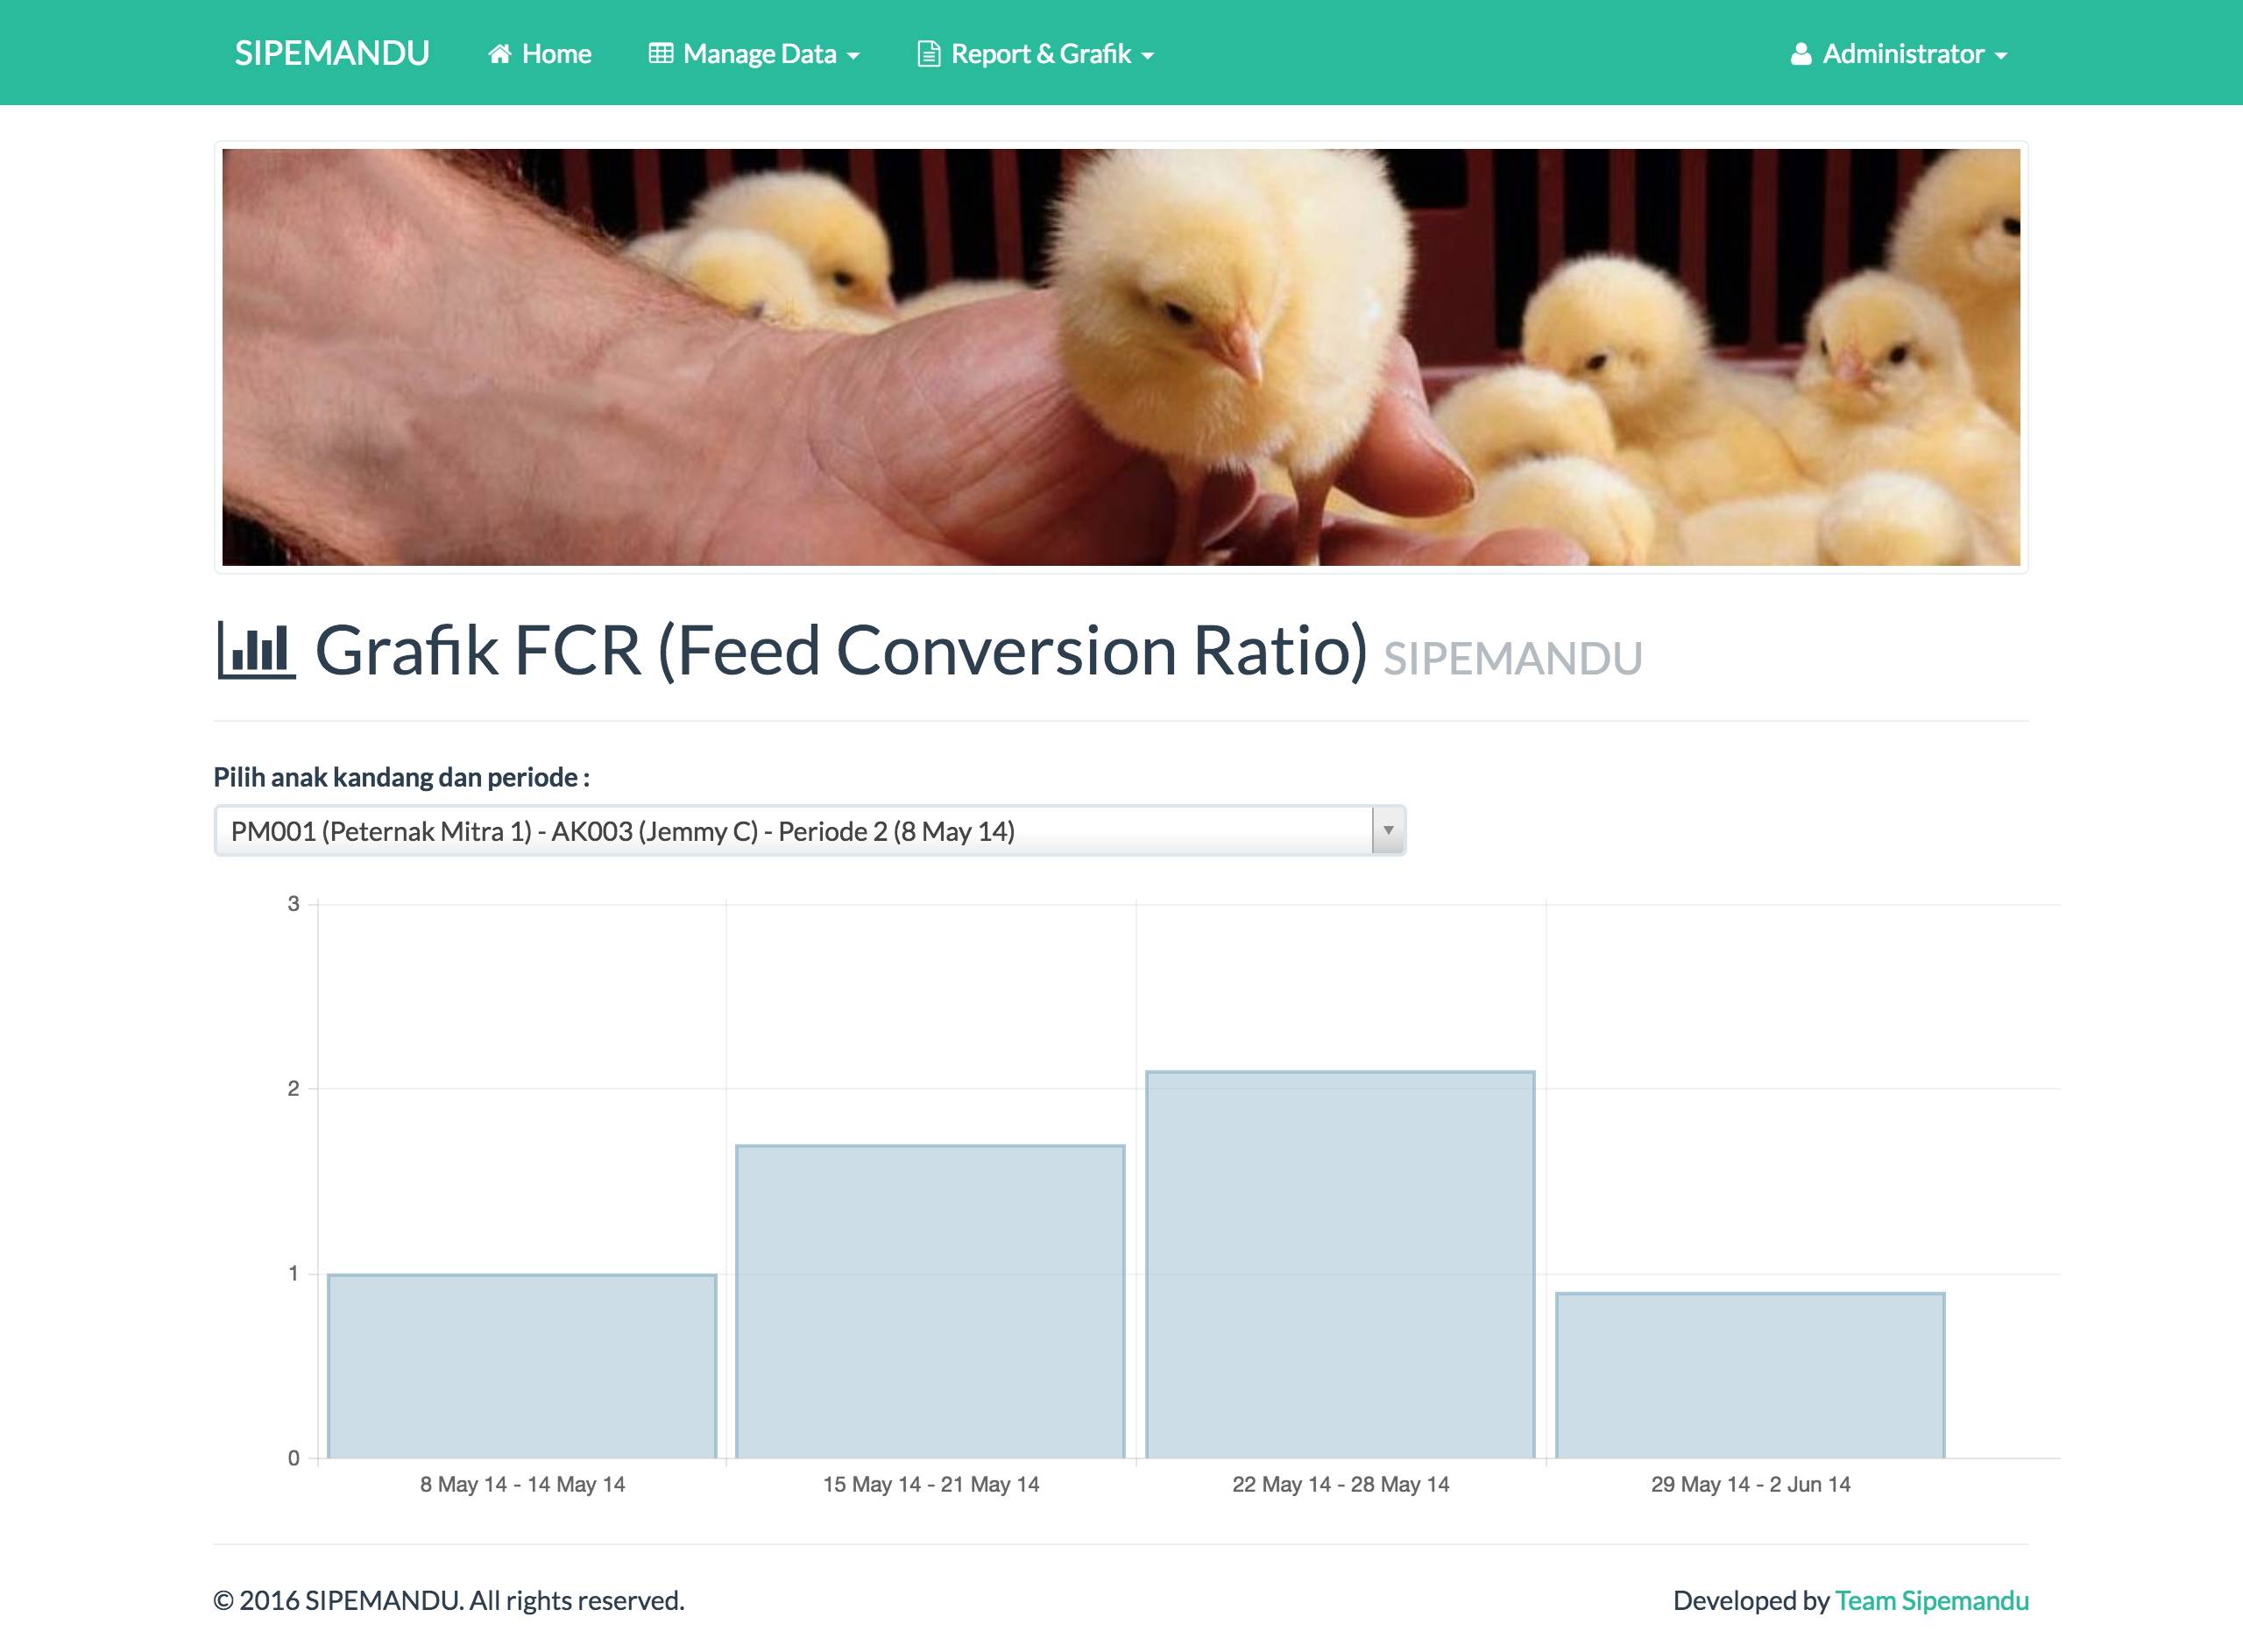 SIPEMANDU Home Manage Data Report & Grafik Administrator
Grafik FCR (Feed Conversion Ratio) SIPEMANDU
Pilih anak kandang dan periode :
PM001 (Peternak Mitra 1) - AK003 (Jemmy C) - Periode 2 (8 May 14)
3
2
1
0
8 May 14 - 14 May 14 15 May 14 - 21 May 14 22 May 14 - 28 May 14 29 May 14 - 2 Jun 14
© 2016 SIPEMANDU. All rights reserved. Developed by Team Sipemandu